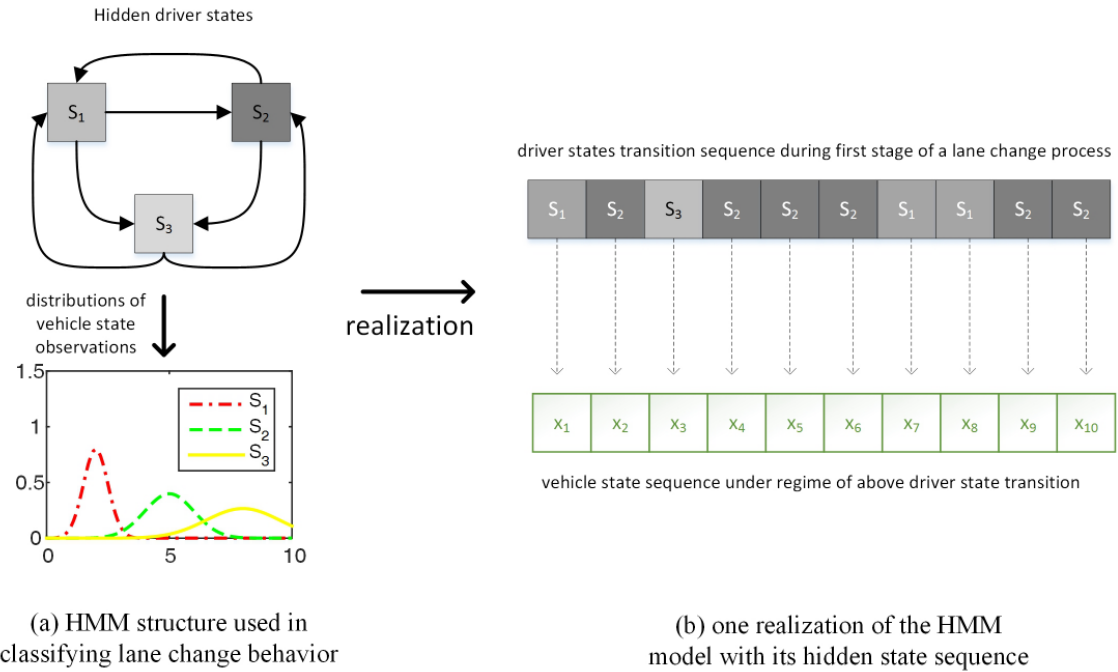 Hidden driver states
S1
S2
S3
distributions of
vehicle state
observations
1.5
1
0.5
0
0
5
10
S1
S2
S3
realization
driver states transition sequence during first stage of a lane change process
S1 S2 S3 S2 S2 S2 S1 S1 S2 S2
x1 x2 x3 x4 x5 x6 x7 x8 x9 x10
vehicle state sequence under regime of above driver state transition
(a) HMM structure used in
classifying lane change behavior
(b) one realization of the HMM
model with its hidden state sequence